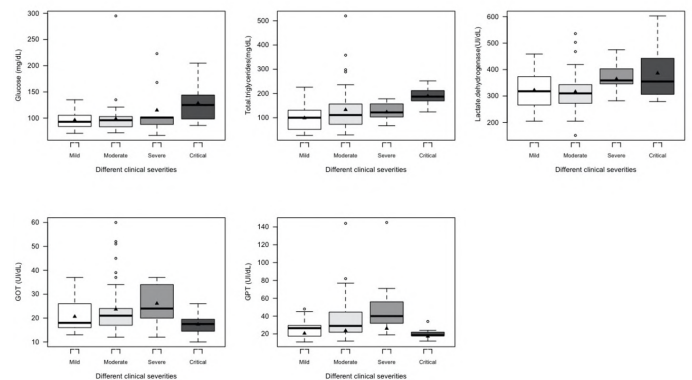 Glucose (mg/dL)
300
250
200
150
100
Mild Moderate Severe Critical
Different clinical severities
Total.triglycerides(mg/dL)
500
400
300
200
100
Mild Moderate Severe Critical
Different clinical severities
Lactate.dehydrogenase(UI/dL)
600
500
400
300
Mild Moderate Severe Critical
Different clinical severities
GOT (UI/dL)
60
50
40
30
20
10
Mild Moderate Severe Critical
Different clinical severities
GPT (UI/dL)
140
120
100
80
60
40
20
Mild Moderate Severe Critical
Different clinical severities